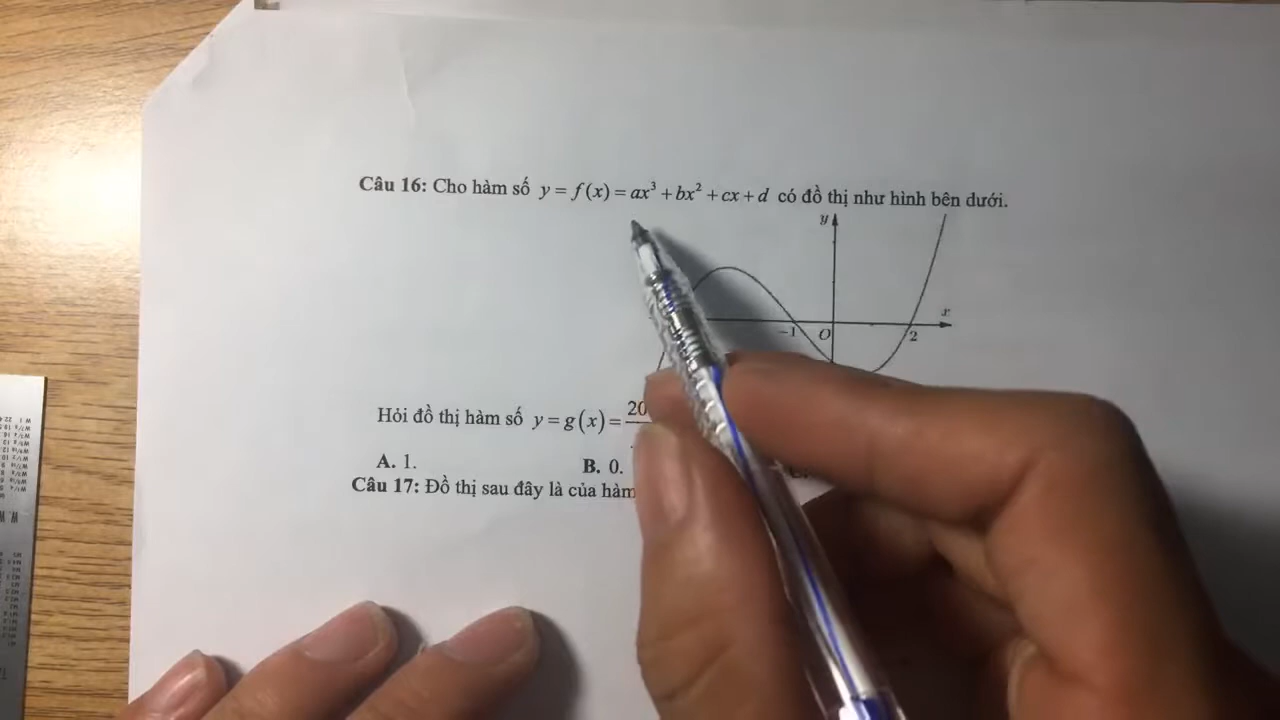 Câu 16: Cho hàm số y = f(x) = ax³ + bx² + cx + d có đồ thị như hình bên dưới.
y
x
-1 O 2
Hỏi đồ thị hàm số y = g(x) = 20
A. 1. B. 0.
Câu 17: Đồ thị sau đây là của hàm